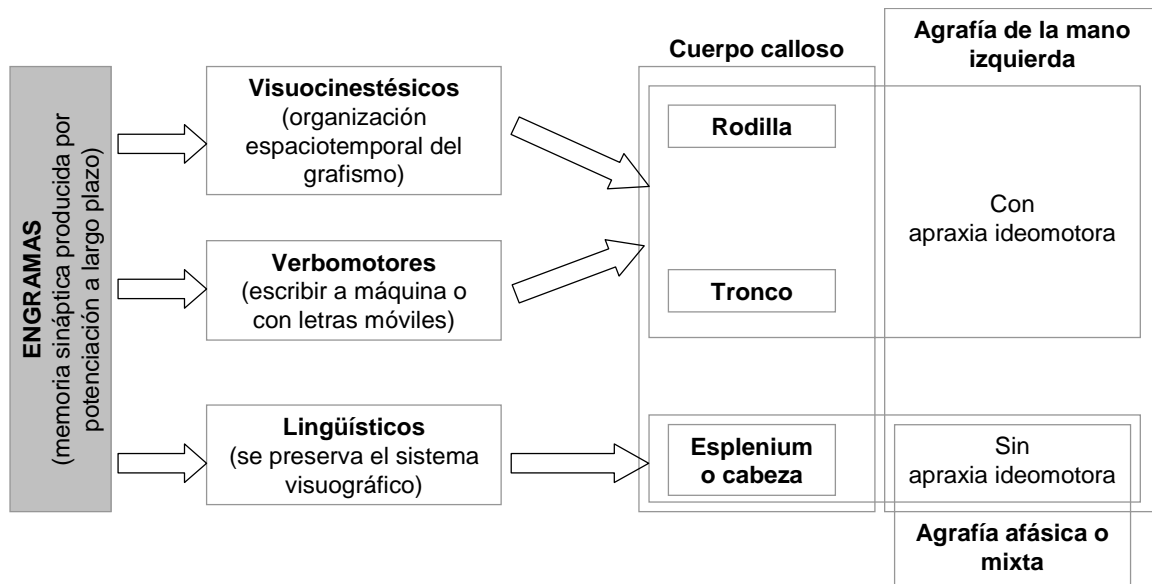 ENGRAMAS
(memoria sináptica producida por
potenciación a largo plazo)
Visuocinestésicos
(organización
espaciotemporal del
grafismo)
Verbomotores
(escribir a máquina o
con letras móviles)
Lingüísticos
(se preserva el sistema
visuográfico)
Cuerpo calloso
Rodilla
Tronco
Esplenium
o cabeza
Agrafía de la mano
izquierda
Con
apraxia ideomotora
Sin
apraxia ideomotora
Agrafía afásica o
mixta